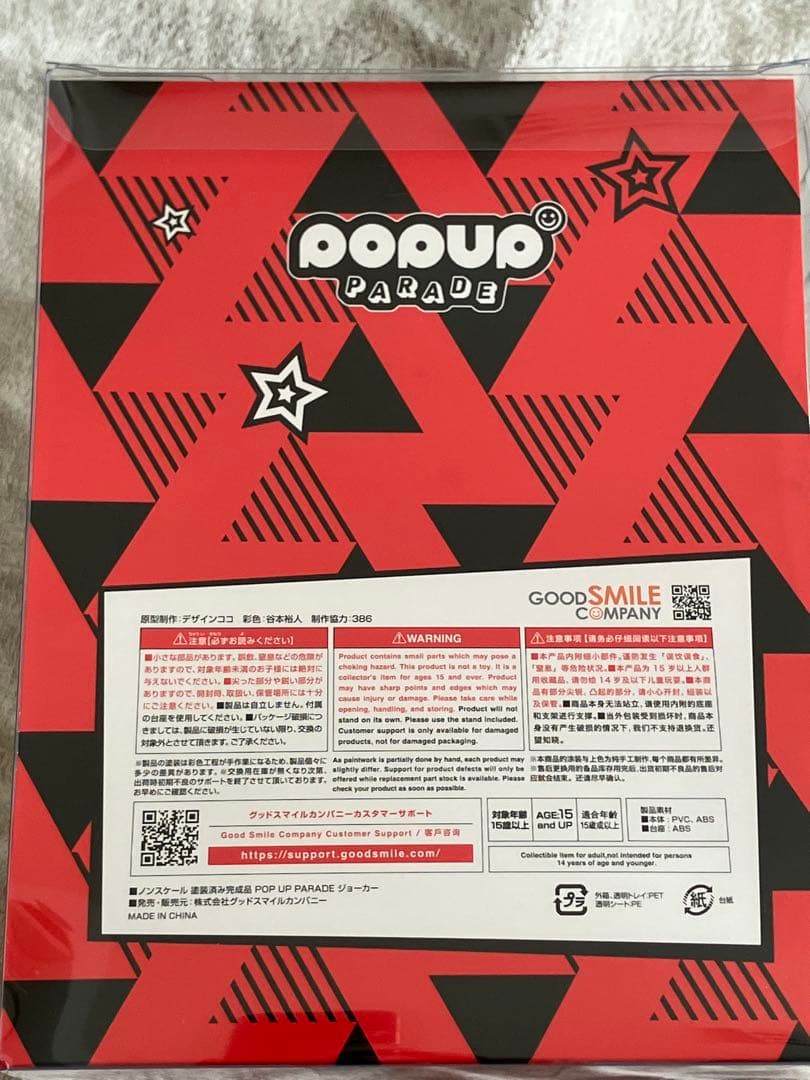 POPUP
PARADE
GOODSMILE
COMPANY
原型制作：デザインココ　彩色：谷本裕人　制作協力：386
⚠注意[必ずお読みください]
■小さな部品があります。誤飲、窒息などの危険が
ありますので、対象年齢未満のお子様には絶対に
与えないでください。■尖った部分や鋭い部分が
ありますので、開封時、取扱い、保管場所には十分
にご注意ください。■製品は自立しません。付属
の台座を使用してください。■パッケージ破損につ
きましては、製品に破損が生じていない限り、交換の
対象外とさせて頂きます。ご了承ください。
⚠WARNING
Product contains small parts which may pose a
choking hazard. This product is not a toy. It is a
collector's item for ages 15 and over. Product
may have sharp points and edges which may
cause injury or damage. Please take care while
opening, handling, and storing. Product will not
stand on its own. Please use the stand included.
Customer support is only available for damaged
products, not for damaged packaging.
⚠注意事项【请务必仔细阅读以下注意事项】
■本产品内附细小部件。谨防发生「误饮误食」、
「窒息」等危险状况。■本产品为 15 岁以上人群
用收藏品，请勿给 14 岁及以下儿童玩耍。■本商
品有部分尖锐、凸起的部分，请小心开封，组装以
及保管。■商品本身无法站立，请使用内附的底座
和支架进行支撑。■当外包装受到损坏时，商品本
身没有产生破损的情况下，我们不支持退换货。还
望知晓。
※製品の塗装は彩色工程が手作業になるため、製品個々に
多少の差異があります。※交換用在庫が無くなり次第、
出荷時初期不良のサポートを終了させて頂いております。
お早めにご確認ください。
As paintwork is partially done by hand, each product may
slightly differ. Support for product defects will only be
offered while replacement part stock is available. Please
check your product as soon as possible.
※本商品的涂装与上色为纯手工制作，每个商品都有所差异。
※售后更换用的备品库存用完后，出货初期不良品的售后对
应就会结束。还请尽早确认。
グッドスマイルカンパニーカスタマーサポート
Good Smile Company Customer Support / 客戶咨询
https://support.goodsmile.com/
対象年齢
15歳以上
AGE:15
and UP
適合年齡
15歲或以上
製品素材
■本体：PVC, ABS
■台座：ABS
Collectible item for adult,not intended for persons
14 years of age and younger.
■ノンスケール 塗装済み完成品 POP UP PARADE ジョーカー
■発売・販売元：株式会社グッドスマイルカンパニー
MADE IN CHINA
プラ
外箱、透明トレイ：PET
透明シート：PE
紙
台紙